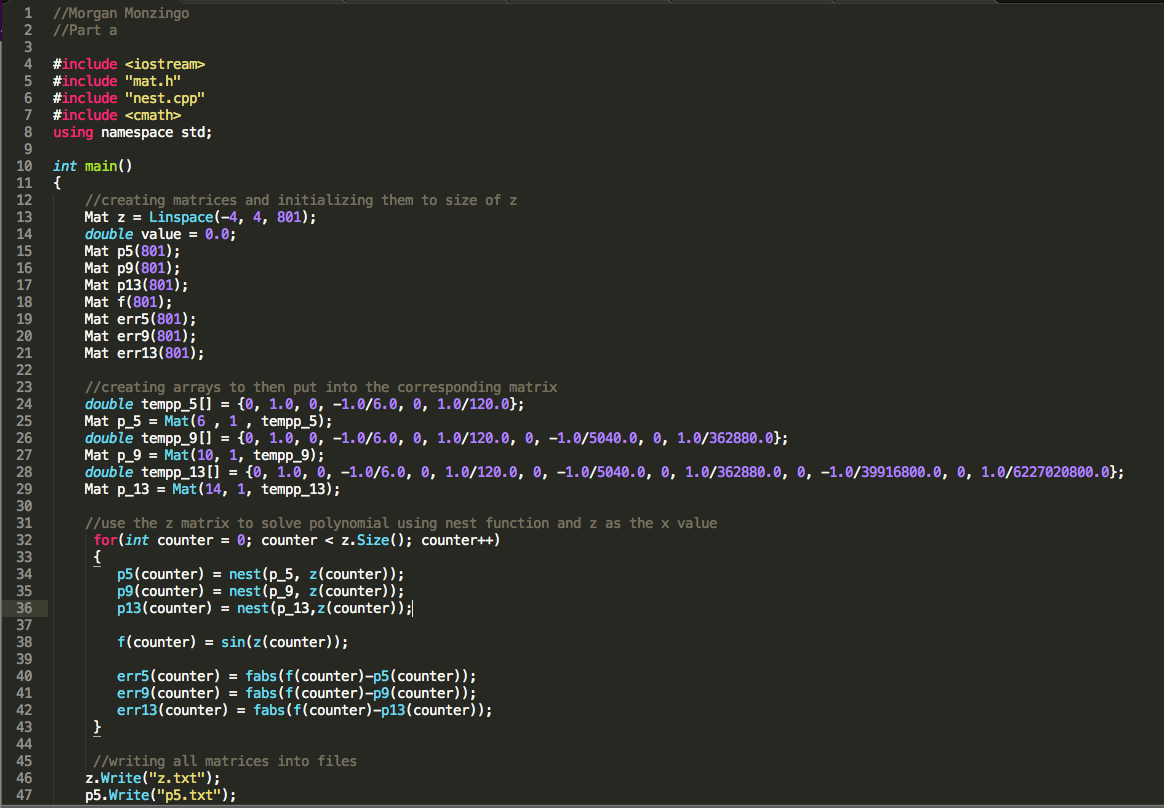 1 //Morgan Monzingo
2 //Part a
3
4 #include <iostream>
5 #include "mat.h"
6 #include "nest.cpp"
7 #include <cmath>
8 using namespace std;
9
10 int main()
11 {
12     //creating matrices and initializing them to size of z
13     Mat z = Linspace(-4, 4, 801);
14     double value = 0.0;
15     Mat p5(801);
16     Mat p9(801);
17     Mat p13(801);
18     Mat f(801);
19     Mat err5(801);
20     Mat err9(801);
21     Mat err13(801);
22
23     //creating arrays to then put into the corresponding matrix
24     double tempp_5[] = {0, 1.0, 0, -1.0/6.0, 0, 1.0/120.0};
25     Mat p_5 = Mat(6 , 1 , tempp_5);
26     double tempp_9[] = {0, 1.0, 0, -1.0/6.0, 0, 1.0/120.0, 0, -1.0/5040.0, 0, 1.0/362880.0};
27     Mat p_9 = Mat(10, 1, tempp_9);
28     double tempp_13[] = {0, 1.0, 0, -1.0/6.0, 0, 1.0/120.0, 0, -1.0/5040.0, 0, 1.0/362880.0, 0, -1.0/39916800.0, 0, 1.0/6227020800.0};
29     Mat p_13 = Mat(14, 1, tempp_13);
30
31     //use the z matrix to solve polynomial using nest function and z as the x value
32      for(int counter = 0; counter < z.Size(); counter++)
33      {
34         p5(counter) = nest(p_5, z(counter));
35         p9(counter) = nest(p_9, z(counter));
36         p13(counter) = nest(p_13,z(counter));
37
38         f(counter) = sin(z(counter));
39
40         err5(counter) = fabs(f(counter)-p5(counter));
41         err9(counter) = fabs(f(counter)-p9(counter));
42         err13(counter) = fabs(f(counter)-p13(counter));
43      }
44
45      //writing all matrices into files
46     z.Write("z.txt");
47     p5.Write("p5.txt");